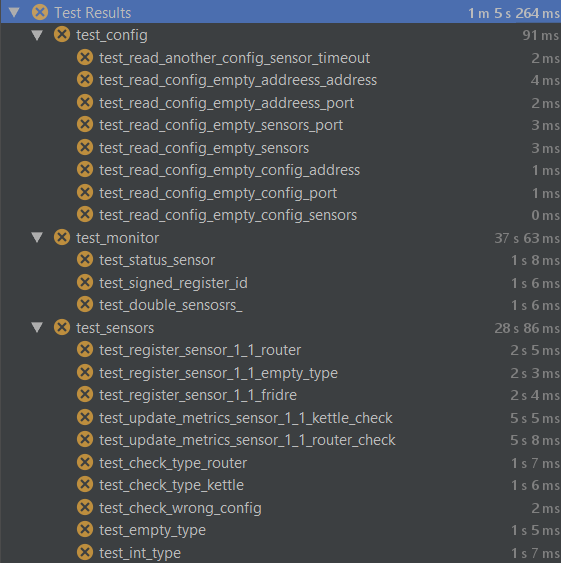 Test Results 1 m 5 s 264 ms
test_config 91 ms
test_read_another_config_sensor_timeout 2 ms
test_read_config_empty_addreess_address 4 ms
test_read_config_empty_addreess_port 2 ms
test_read_config_empty_sensors_port 3 ms
test_read_config_empty_sensors 3 ms
test_read_config_empty_config_address 1 ms
test_read_config_empty_config_port 1 ms
test_read_config_empty_config_sensors 0 ms
test_monitor 37 s 63 ms
test_status_sensor 1 s 8 ms
test_signed_register_id 1 s 6 ms
test_double_sensosrs_ 1 s 6 ms
test_sensors 28 s 86 ms
test_register_sensor_1_1_router 2 s 5 ms
test_register_sensor_1_1_empty_type 2 s 3 ms
test_register_sensor_1_1_fridre 2 s 4 ms
test_update_metrics_sensor_1_1_kettle_check 5 s 5 ms
test_update_metrics_sensor_1_1_router_check 5 s 8 ms
test_check_type_router 1 s 7 ms
test_check_type_kettle 1 s 6 ms
test_check_wrong_config 2 ms
test_empty_type 1 s 5 ms
test_int_type 1 s 7 ms